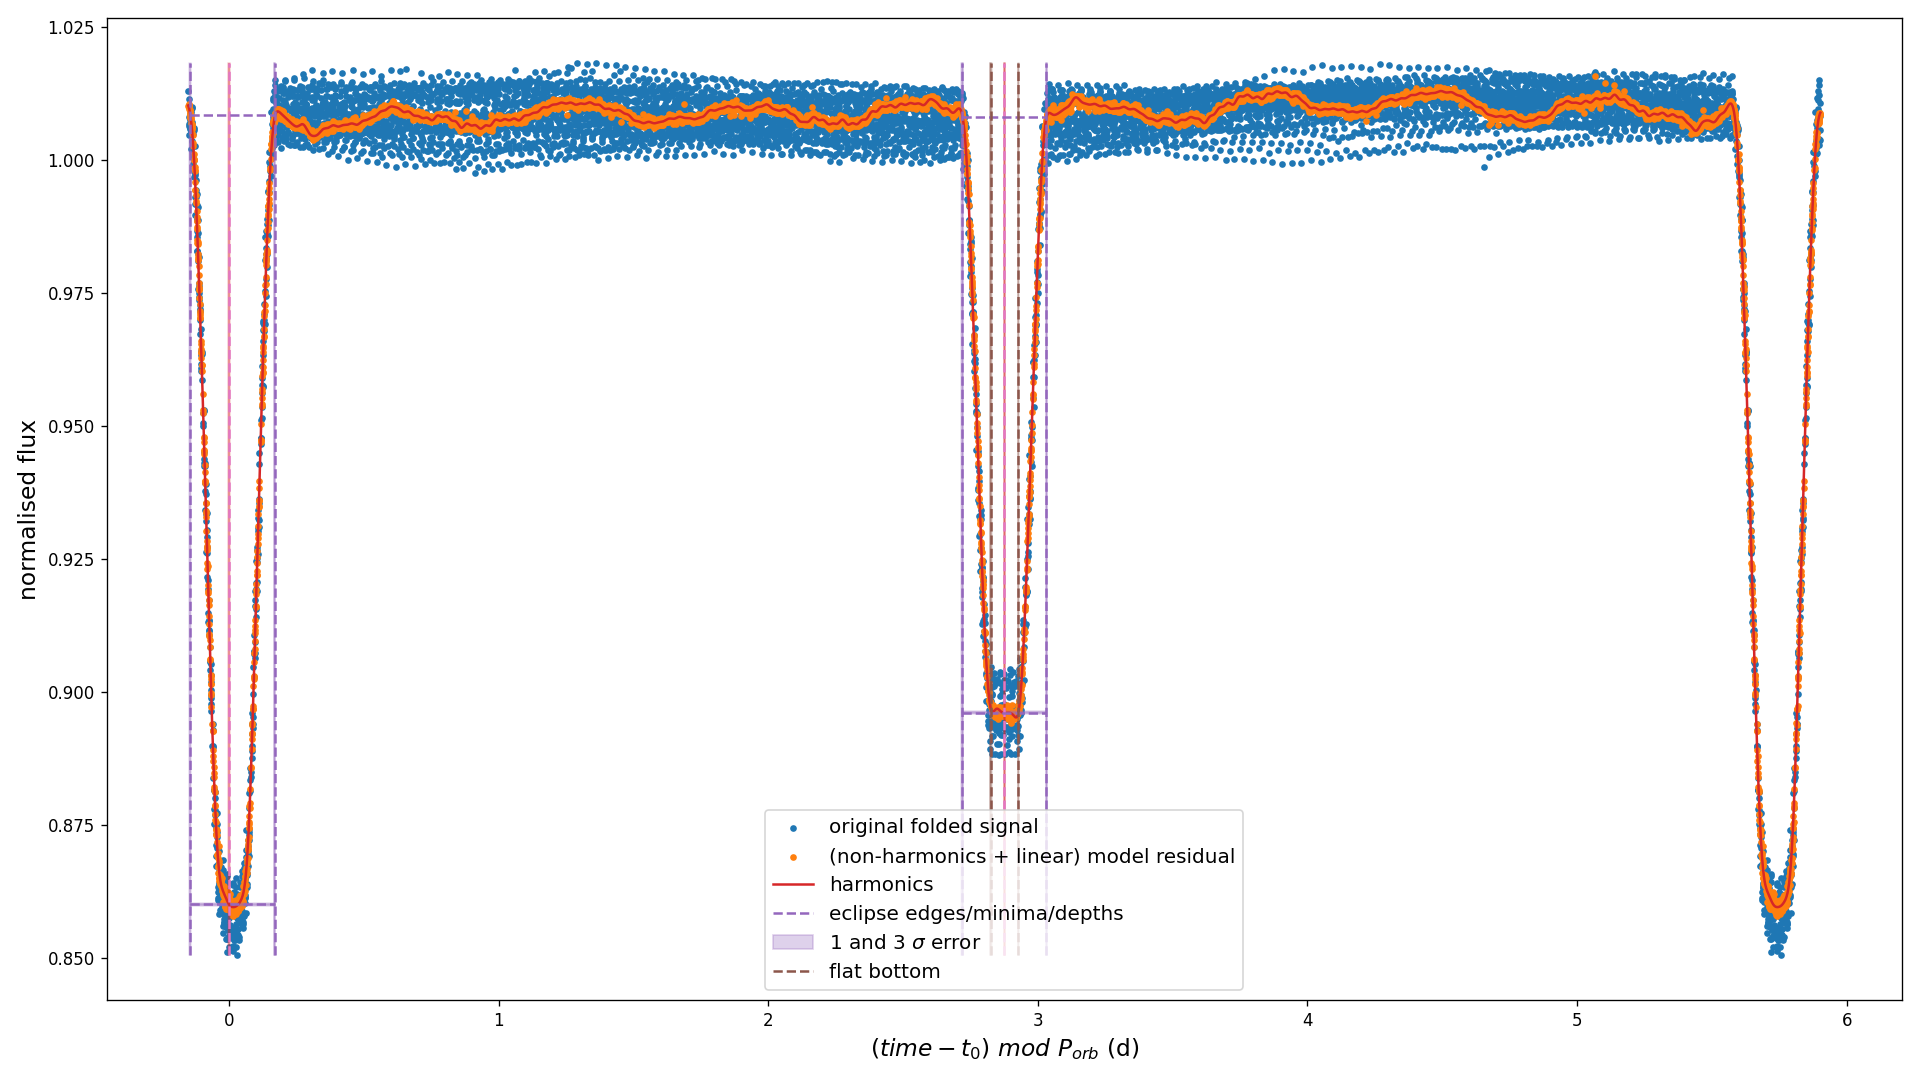 1.025
1.000
0.975
0.950
0.925
0.900
0.875
0.850
normalised flux
original folded signal
(non-harmonics + linear) model residual
harmonics
eclipse edges/minima/depths
1 and 3 σ error
flat bottom
0 1 2 3 4 5 6
(time − t₀) mod Pₒᵣb (d)